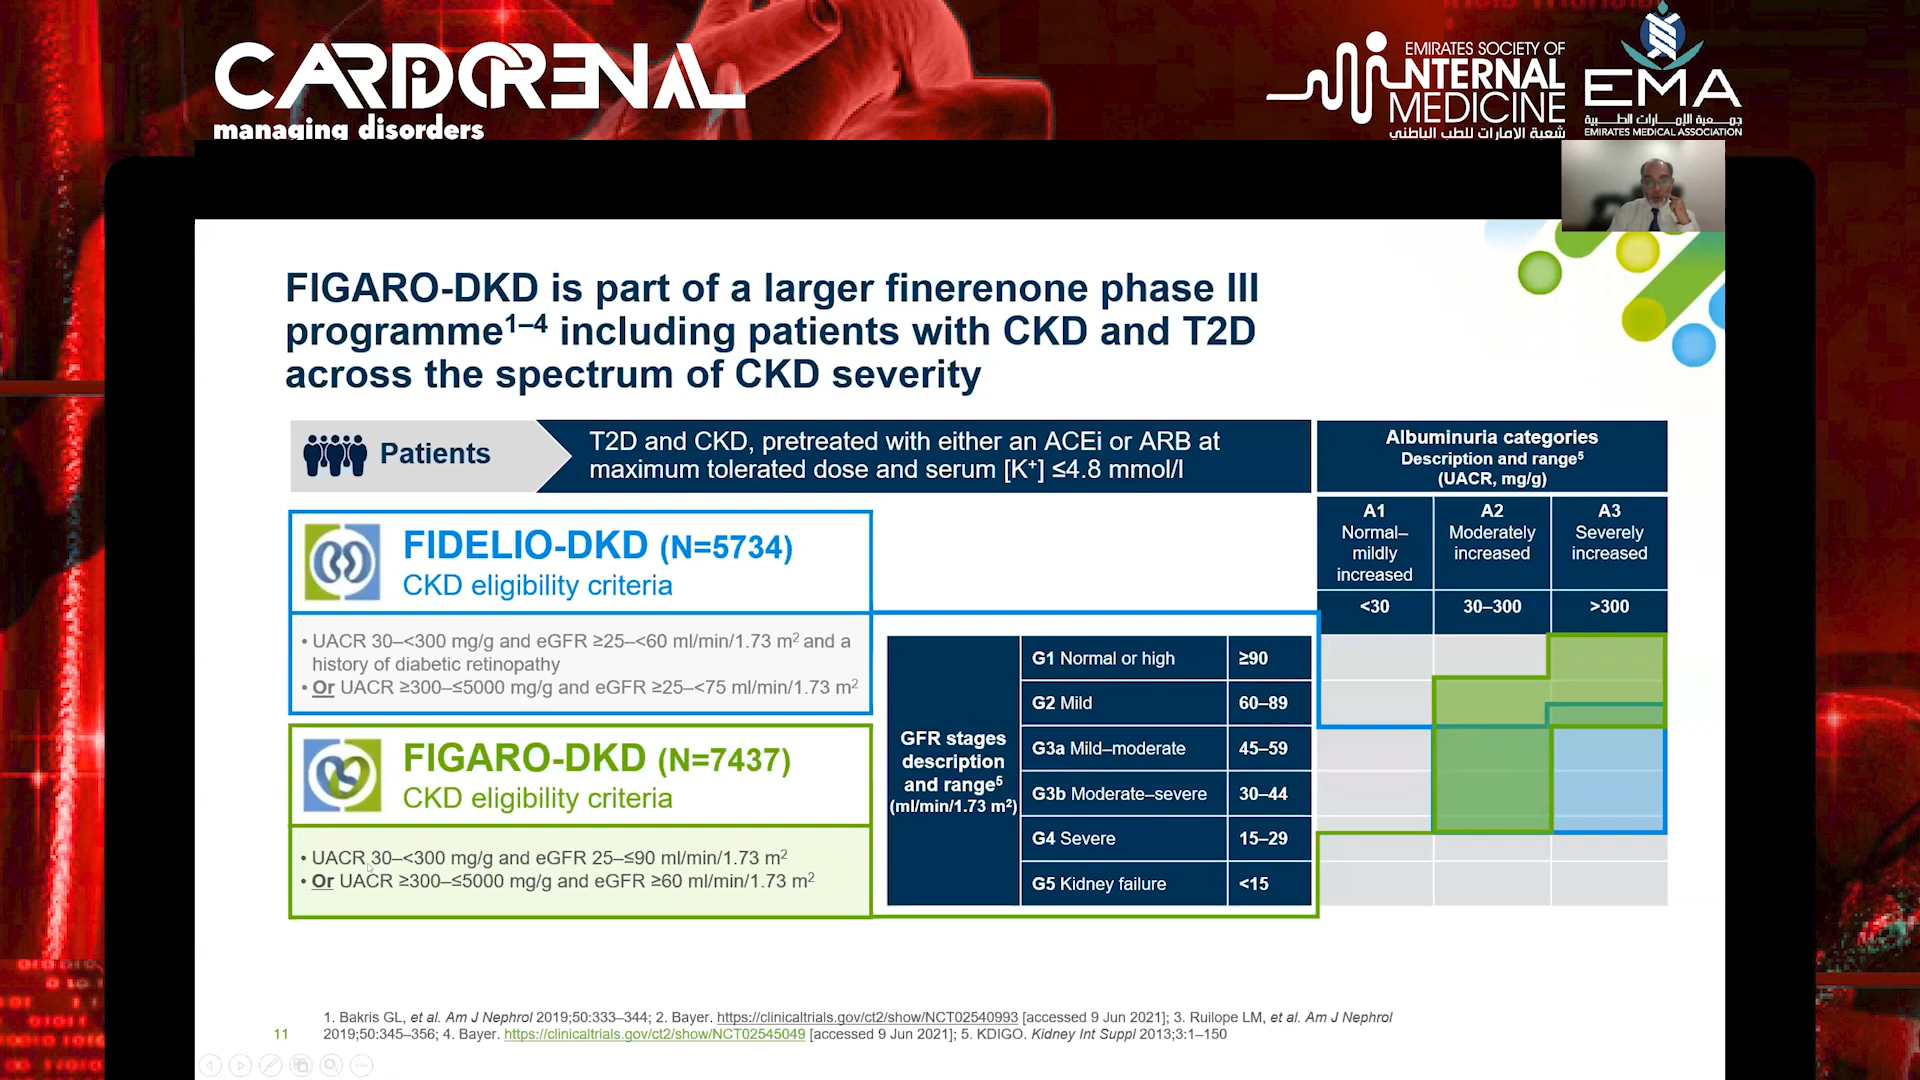 CARDIORENAL
managing disorders
EMIRATES SOCIETY OF
INTERNAL
MEDICINE
شعبة الإمارات للطب الباطني
EMA
جمعية الإمارات الطبية
EMIRATES MEDICAL ASSOCIATION
FIGARO-DKD is part of a larger finerenone phase III
programme1–4 including patients with CKD and T2D
across the spectrum of CKD severity
Patients
T2D and CKD, pretreated with either an ACEi or ARB at
maximum tolerated dose and serum [K+] ≤4.8 mmol/l
Albuminuria categories
Description and range5
(UACR, mg/g)
A1
Normal–
mildly
increased
A2
Moderately
increased
A3
Severely
increased
<30
30–300
>300
FIDELIO-DKD (N=5734)
CKD eligibility criteria
• UACR 30–<300 mg/g and eGFR ≥25–<60 ml/min/1.73 m2 and a
history of diabetic retinopathy
• Or UACR ≥300–≤5000 mg/g and eGFR ≥25–<75 ml/min/1.73 m2
FIGARO-DKD (N=7437)
CKD eligibility criteria
• UACR 30–<300 mg/g and eGFR 25–≤90 ml/min/1.73 m2
• Or UACR ≥300–≤5000 mg/g and eGFR ≥60 ml/min/1.73 m2
GFR stages
description
and range5
(ml/min/1.73 m2)
G1 Normal or high ≥90
G2 Mild 60–89
G3a Mild–moderate 45–59
G3b Moderate–severe 30–44
G4 Severe 15–29
G5 Kidney failure <15
1. Bakris GL, et al. Am J Nephrol 2019;50:333–344; 2. Bayer. https://clinicaltrials.gov/ct2/show/NCT02540993 [accessed 9 Jun 2021]; 3. Ruilope LM, et al. Am J Nephrol
2019;50:345–356; 4. Bayer. https://clinicaltrials.gov/ct2/show/NCT02545049 [accessed 9 Jun 2021]; 5. KDIGO. Kidney Int Suppl 2013;3:1–150
11